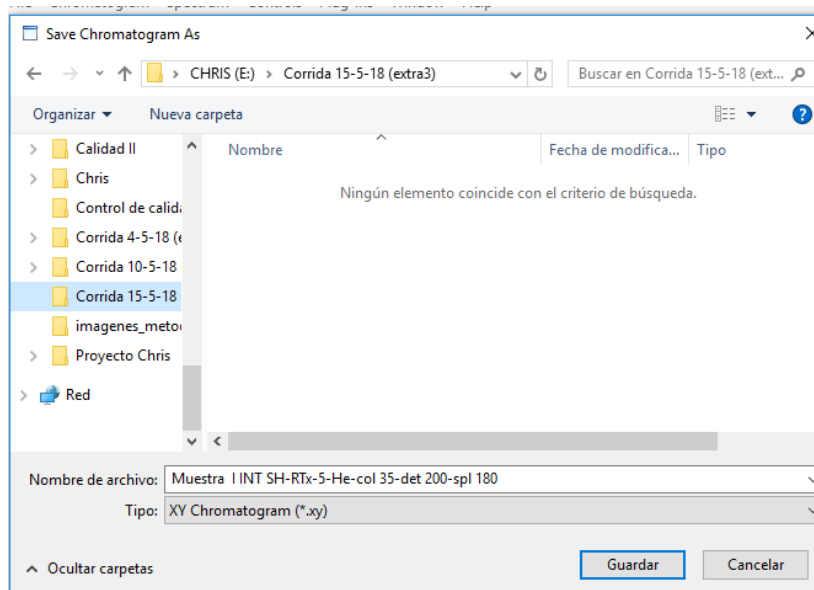 Save Chromatogram As
CHRIS (E:) > Corrida 15-5-18 (extra3)
Buscar en Corrida 15-5-18 (ext...
Organizar
Nueva carpeta
?
Calidad II
Chris
Control de calid
Corrida 4-5-18 (e
Corrida 10-5-18
Corrida 15-5-18
imagenes_meto
Proyecto Chris
Red
Nombre
Fecha de modifica...
Tipo
Ningún elemento coincide con el criterio de búsqueda.
Nombre de archivo: Muestra I INT SH-RTx-5-He-col 35-det 200-spl 180
Tipo: XY Chromatogram (*.xy)
Ocultar carpetas
Guardar
Cancelar